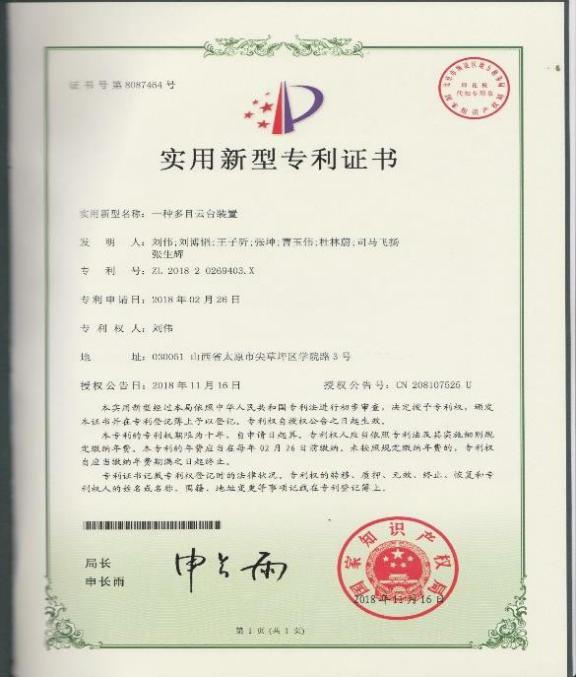 证书号第8087464号
实用新型专利证书
实用新型名称：一种多目云台装置
发 明 人：刘伟;刘博韬;王子昕;张坤;曹玉伟;杜林蔚;司马飞扬
张生辉
专 利 号：ZL 2018 2 0269403.X
专利申请日：2018年02月26日
专 利 权 人：刘伟
地 址：030051 山西省太原市尖草坪区学院路3号
授权公告日：2018年11月16日 授权公告号：CN 208107526 U
本实用新型经过本局依照中华人民共和国专利法进行初步审查，决定授予专利权，颁发
本证书并在专利登记簿上予以登记。专利权自授权公告之日起生效。
本专利的专利权期限为十年，自申请日起算。专利权人应当依照专利法及其实施细则规
定缴纳年费。本专利的年费应当在每年02月26日前缴纳。未按照规定缴纳年费的，专利权
自应当缴纳年费期满之日起终止。
专利证书记载专利权登记时的法律状况。专利权的转移、质押、无效、终止、恢复和专
利权人的姓名或名称、国籍、地址变更等事项记载在专利登记簿上。
局长
申长雨
申长雨
国家知识产权局
2018年11月16日
第1页（共1页）